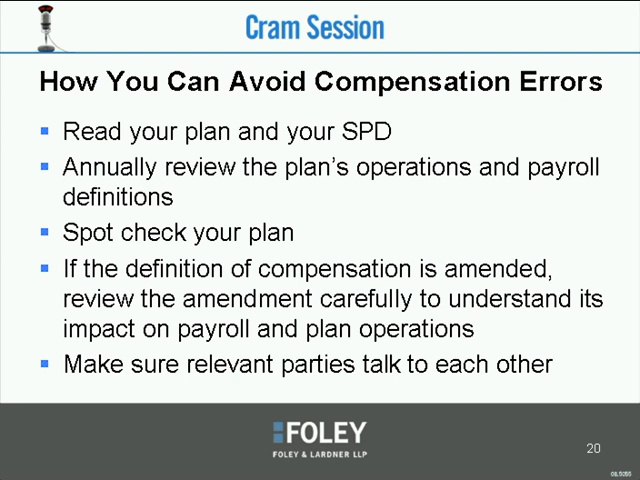 Cram Session
How You Can Avoid Compensation Errors
Read your plan and your SPD
Annually review the plan's operations and payroll
definitions
Spot check your plan
If the definition of compensation is amended,
review the amendment carefully to understand its
impact on payroll and plan operations
Make sure relevant parties talk to each other
FOLEY
FOLEY & LARDNER LLP
20